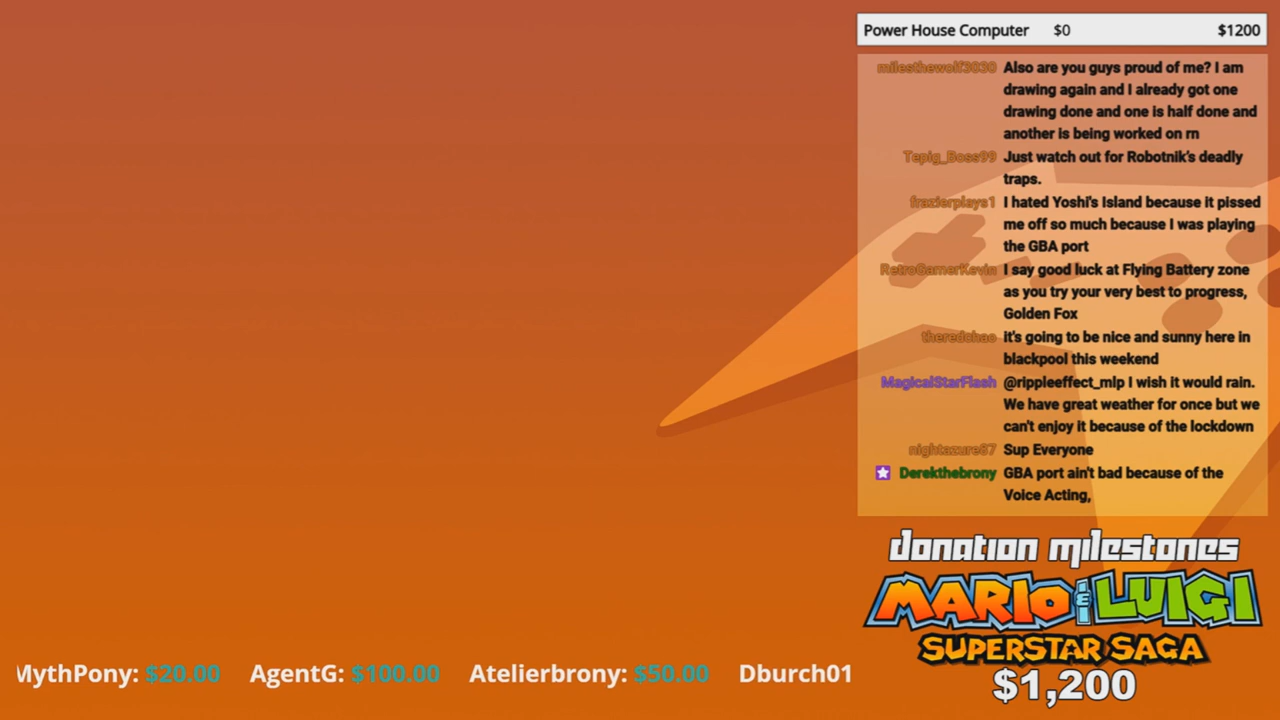 Power House Computer $0 $1200
milesthewolf3030 Also are you guys proud of me? I am
drawing again and I already got one
drawing done and one is half done and
another is being worked on rn
Tepig_Boss99 Just watch out for Robotnik's deadly
traps.
frazierplays1 I hated Yoshi's Island because it pissed
me off so much because I was playing
the GBA port
RetroGamerKevin I say good luck at Flying Battery zone
as you try your very best to progress,
Golden Fox
theredchao it's going to be nice and sunny here in
blackpool this weekend
MagicalStarFlash @rippleeffect_mlp I wish it would rain.
We have great weather for once but we
can't enjoy it because of the lockdown
nightazure87 Sup Everyone
Derekthebrony GBA port ain't bad because of the
Voice Acting,
donation milestones
MARIO & LUIGI
SUPERSTAR SAGA
$1,200
MythPony: $20.00 AgentG: $100.00 Atelierbrony: $50.00 Dburch01